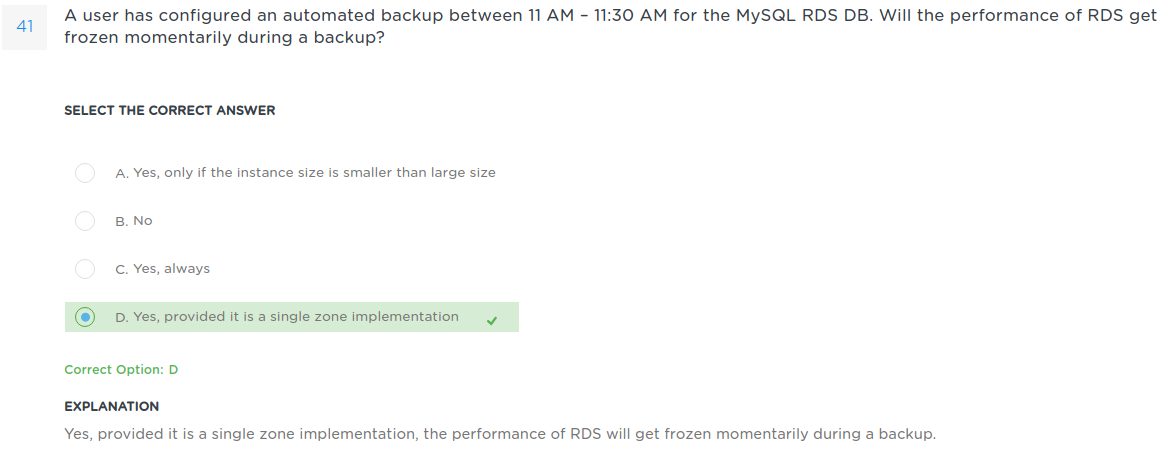 41
A user has configured an automated backup between 11 AM – 11:30 AM for the MySQL RDS DB. Will the performance of RDS get
frozen momentarily during a backup?
SELECT THE CORRECT ANSWER
A. Yes, only if the instance size is smaller than large size
B. No
C. Yes, always
D. Yes, provided it is a single zone implementation
Correct Option: D
EXPLANATION
Yes, provided it is a single zone implementation, the performance of RDS will get frozen momentarily during a backup.